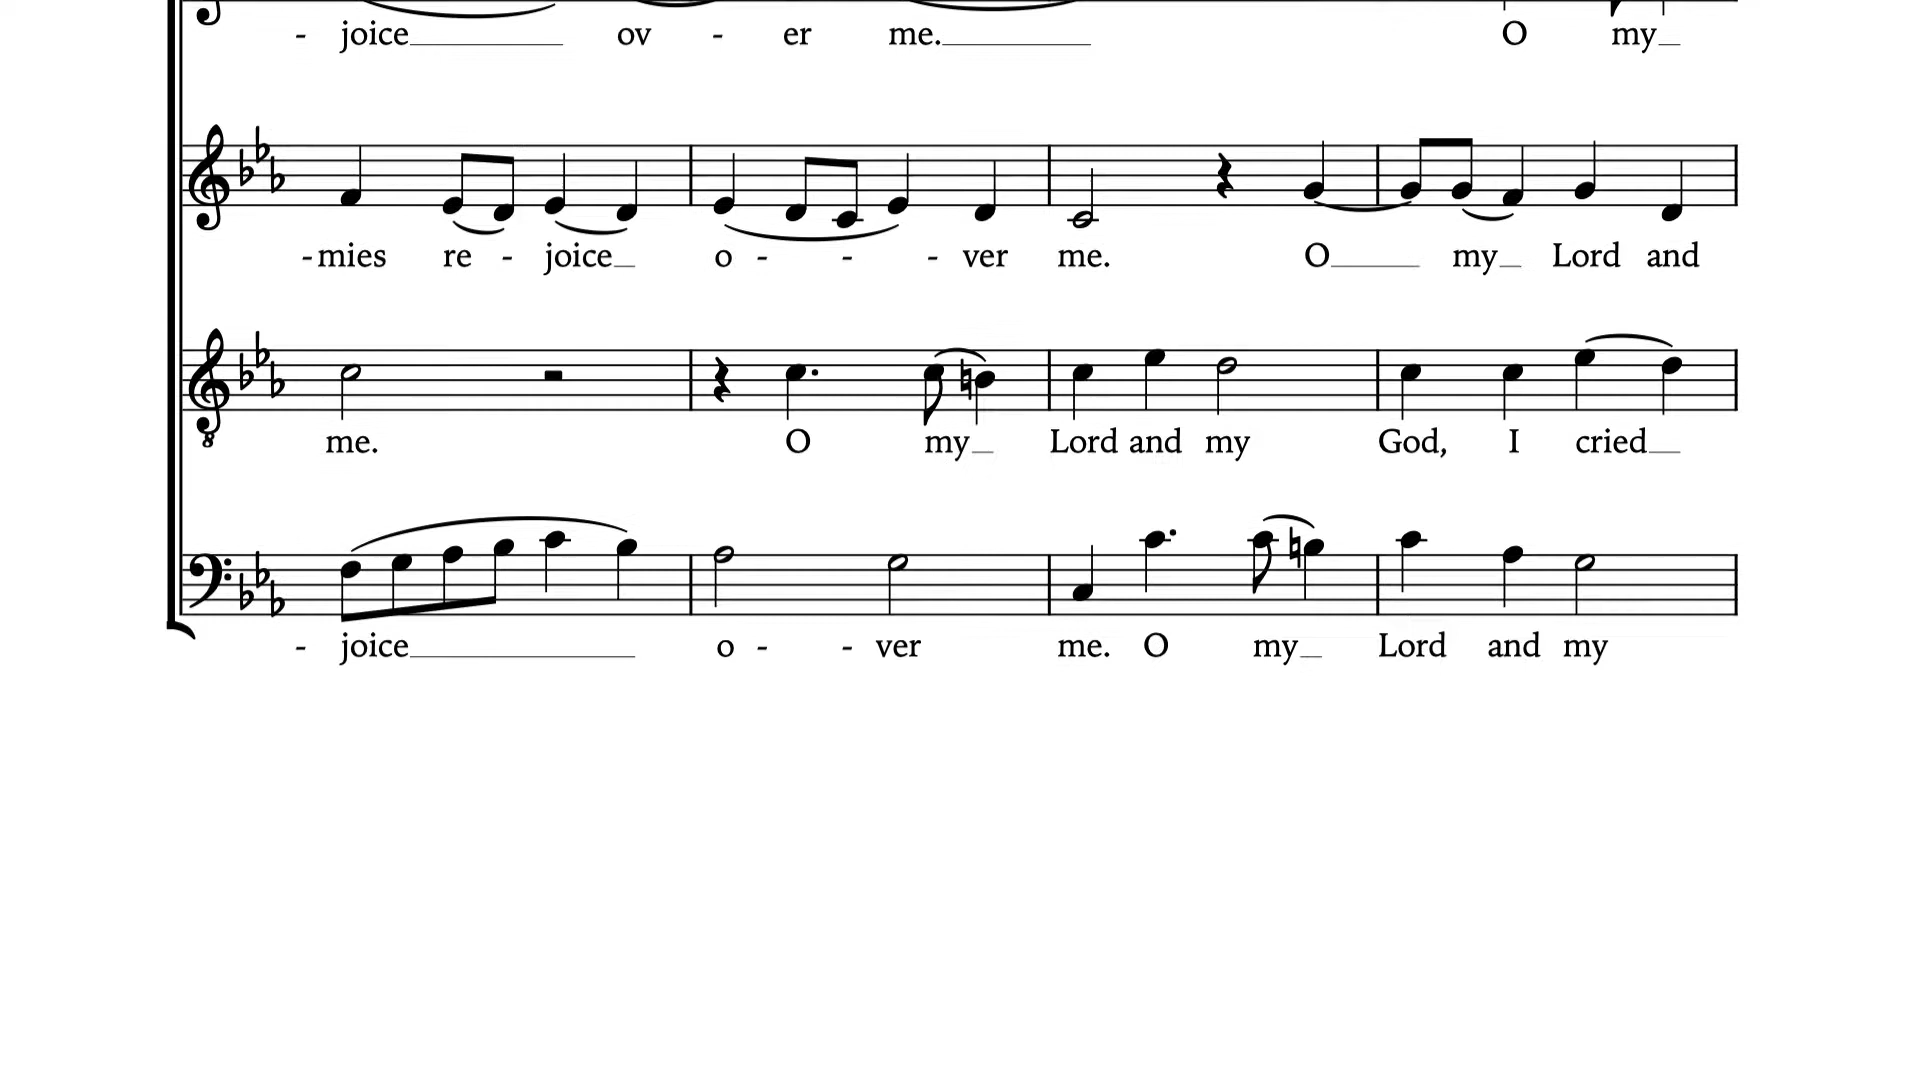 - joice ov - er me. O my
-mies re - joice o - - - ver me. O my Lord and
me. O my Lord and my God, I cried
- joice o - - ver me. O my Lord and my